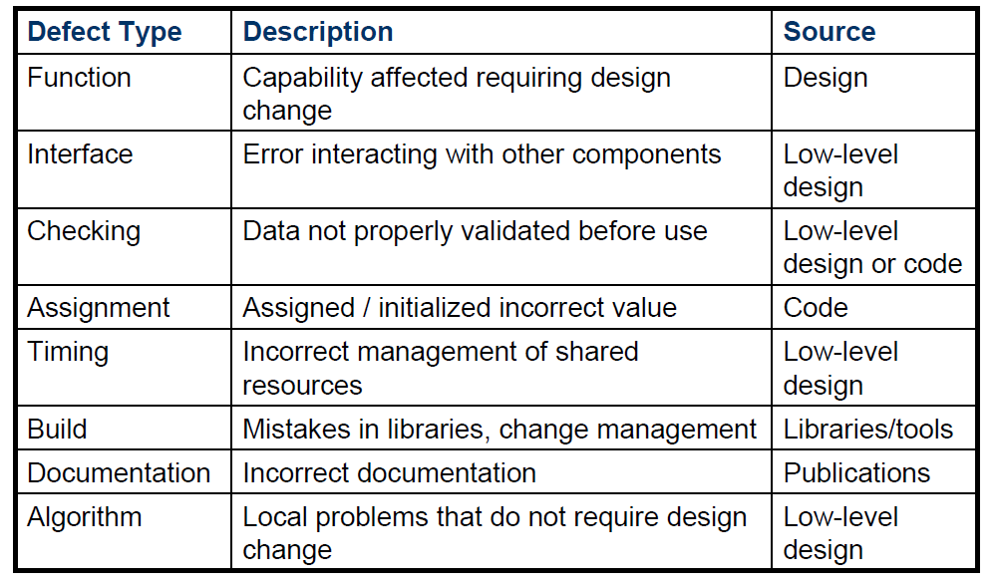 Defect Type Description Source
Function Capability affected requiring design Design
change
Interface Error interacting with other components Low-level
design
Checking Data not properly validated before use Low-level
design or code
Assignment Assigned / initialized incorrect value Code
Timing Incorrect management of shared Low-level
resources design
Build Mistakes in libraries, change management Libraries/tools
Documentation Incorrect documentation Publications
Algorithm Local problems that do not require design Low-level
change design